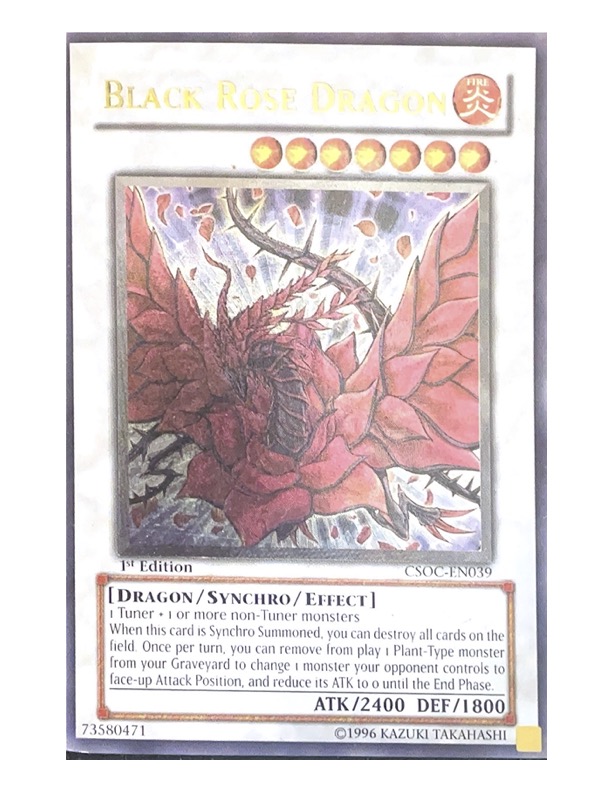 BLACK ROSE DRAGON
FIRE
炎
1st Edition
CSOC-EN039
[DRAGON/SYNCHRO/EFFECT]
1 Tuner + 1 or more non-Tuner monsters
When this card is Synchro Summoned, you can destroy all cards on the
field. Once per turn, you can remove from play 1 Plant-Type monster
from your Graveyard to change 1 monster your opponent controls to
face-up Attack Position, and reduce its ATK to 0 until the End Phase.
ATK/2400 DEF/1800
73580471
©1996 KAZUKI TAKAHASHI